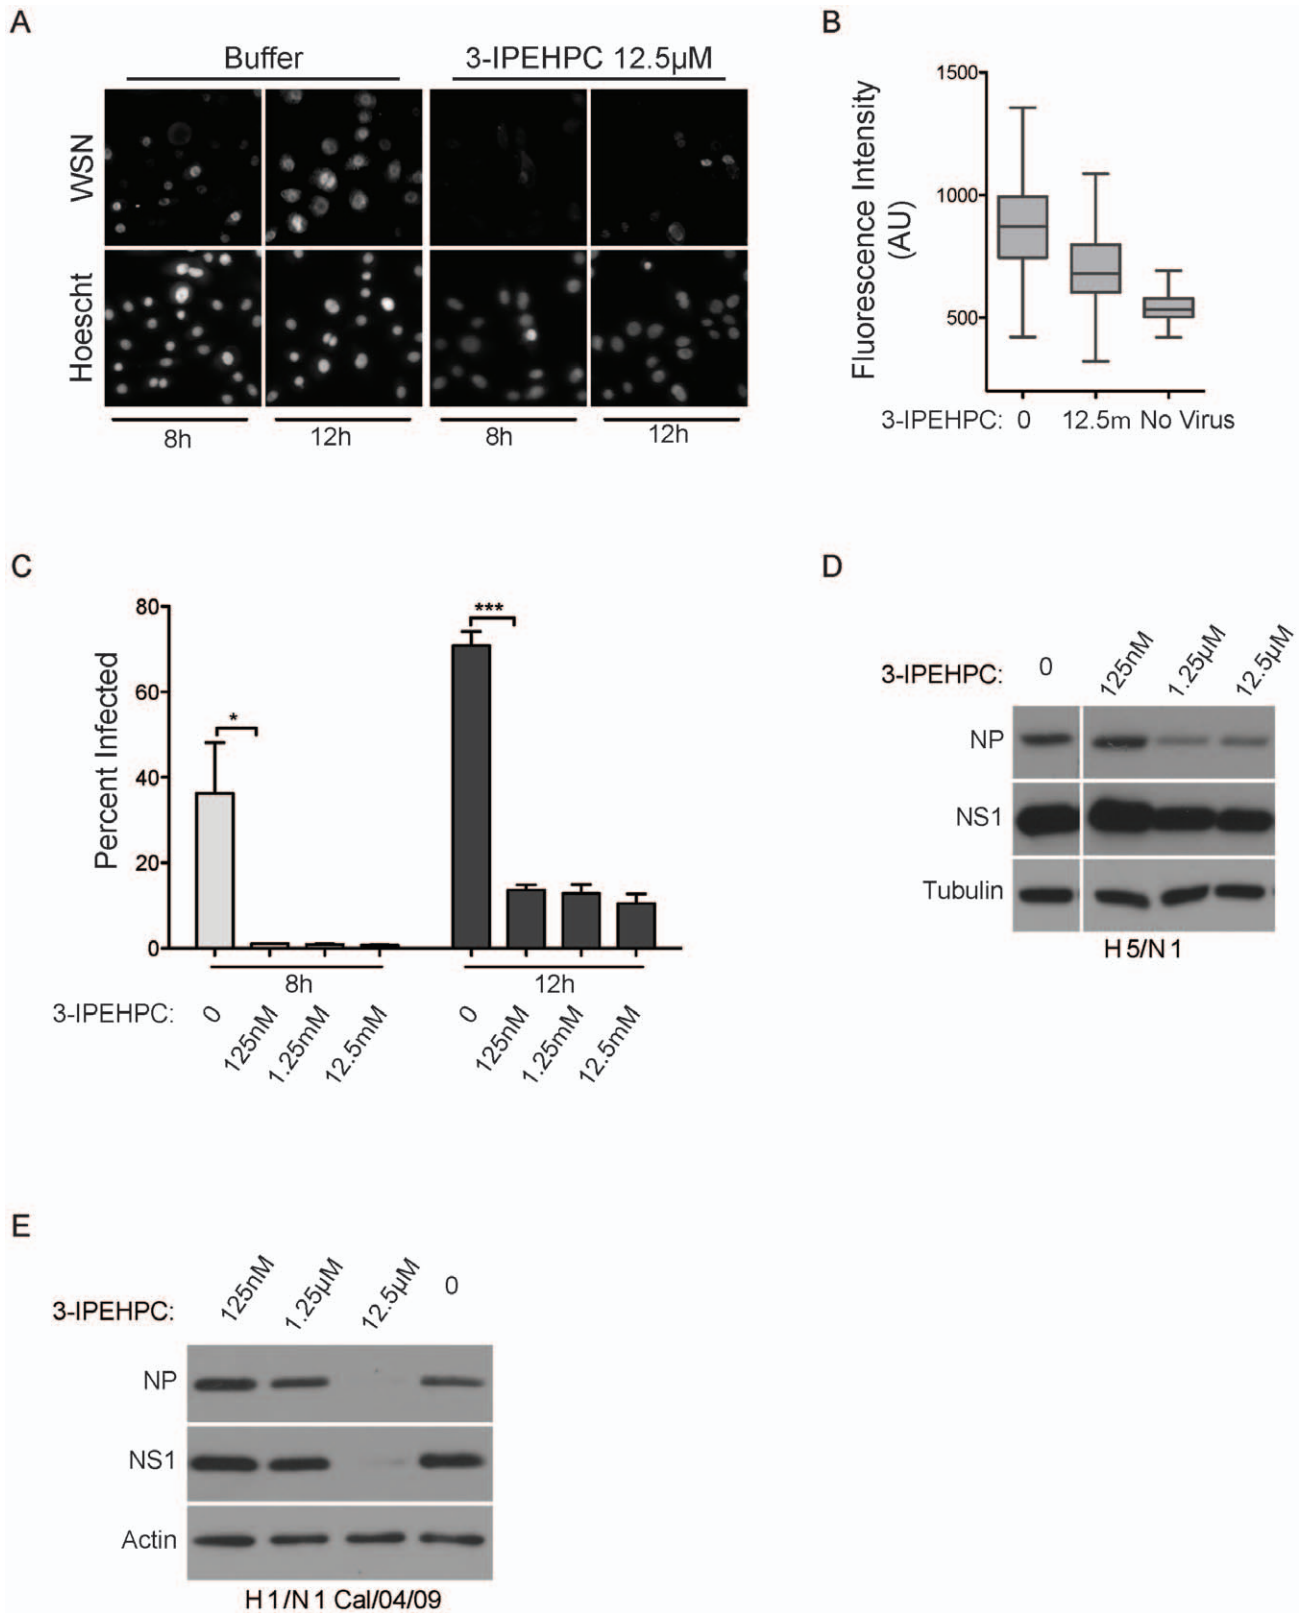 A
Buffer
3-IPEHPC 12.5µM
WSN
Hoescht
8h
12h
8h
12h
B
Fluorescence Intensity
(AU)
1500
1000
500
3-IPEHPC: 0 12.5m No Virus
C
Percent Infected
80
60
40
20
0
* ***
8h 12h
3-IPEHPC: 0 125nM 1.25mM 12.5mM 0 125nM 1.25mM 12.5mM
D
3-IPEHPC: 0 125nM 1.25µM 12.5µM
NP
NS1
Tubulin
H5/N1
E
3-IPEHPC: 125nM 1.25µM 12.5µM 0
NP
NS1
Actin
H1/N1 Cal/04/09